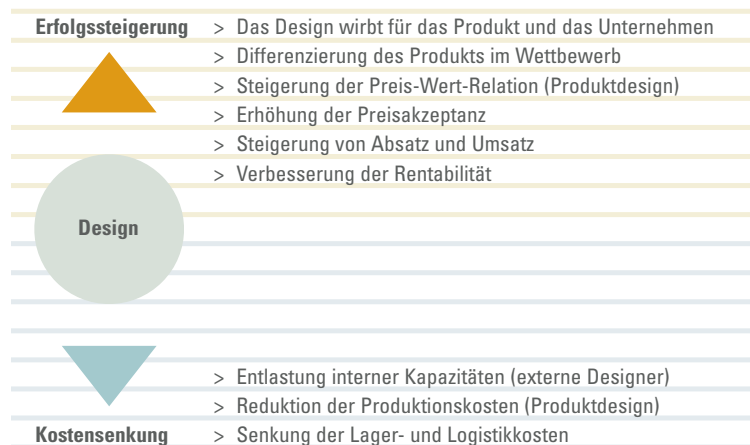 Erfolgssteigerung > Das Design wirbt für das Produkt und das Unternehmen
> Differenzierung des Produkts im Wettbewerb
> Steigerung der Preis-Wert-Relation (Produktdesign)
> Erhöhung der Preisakzeptanz
> Steigerung von Absatz und Umsatz
> Verbesserung der Rentabilität
Design
> Entlastung interner Kapazitäten (externe Designer)
> Reduktion der Produktionskosten (Produktdesign)
Kostensenkung > Senkung der Lager- und Logistikkosten